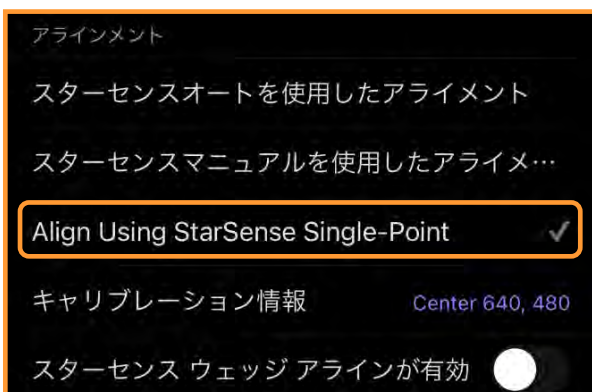 アラインメント
スターセンスオートを使用したアライメント
スターセンスマニュアルを使用したアライメ…
Align Using StarSense Single-Point
キャリブレーション情報 Center 640, 480
スターセンス ウェッジ アラインが有効